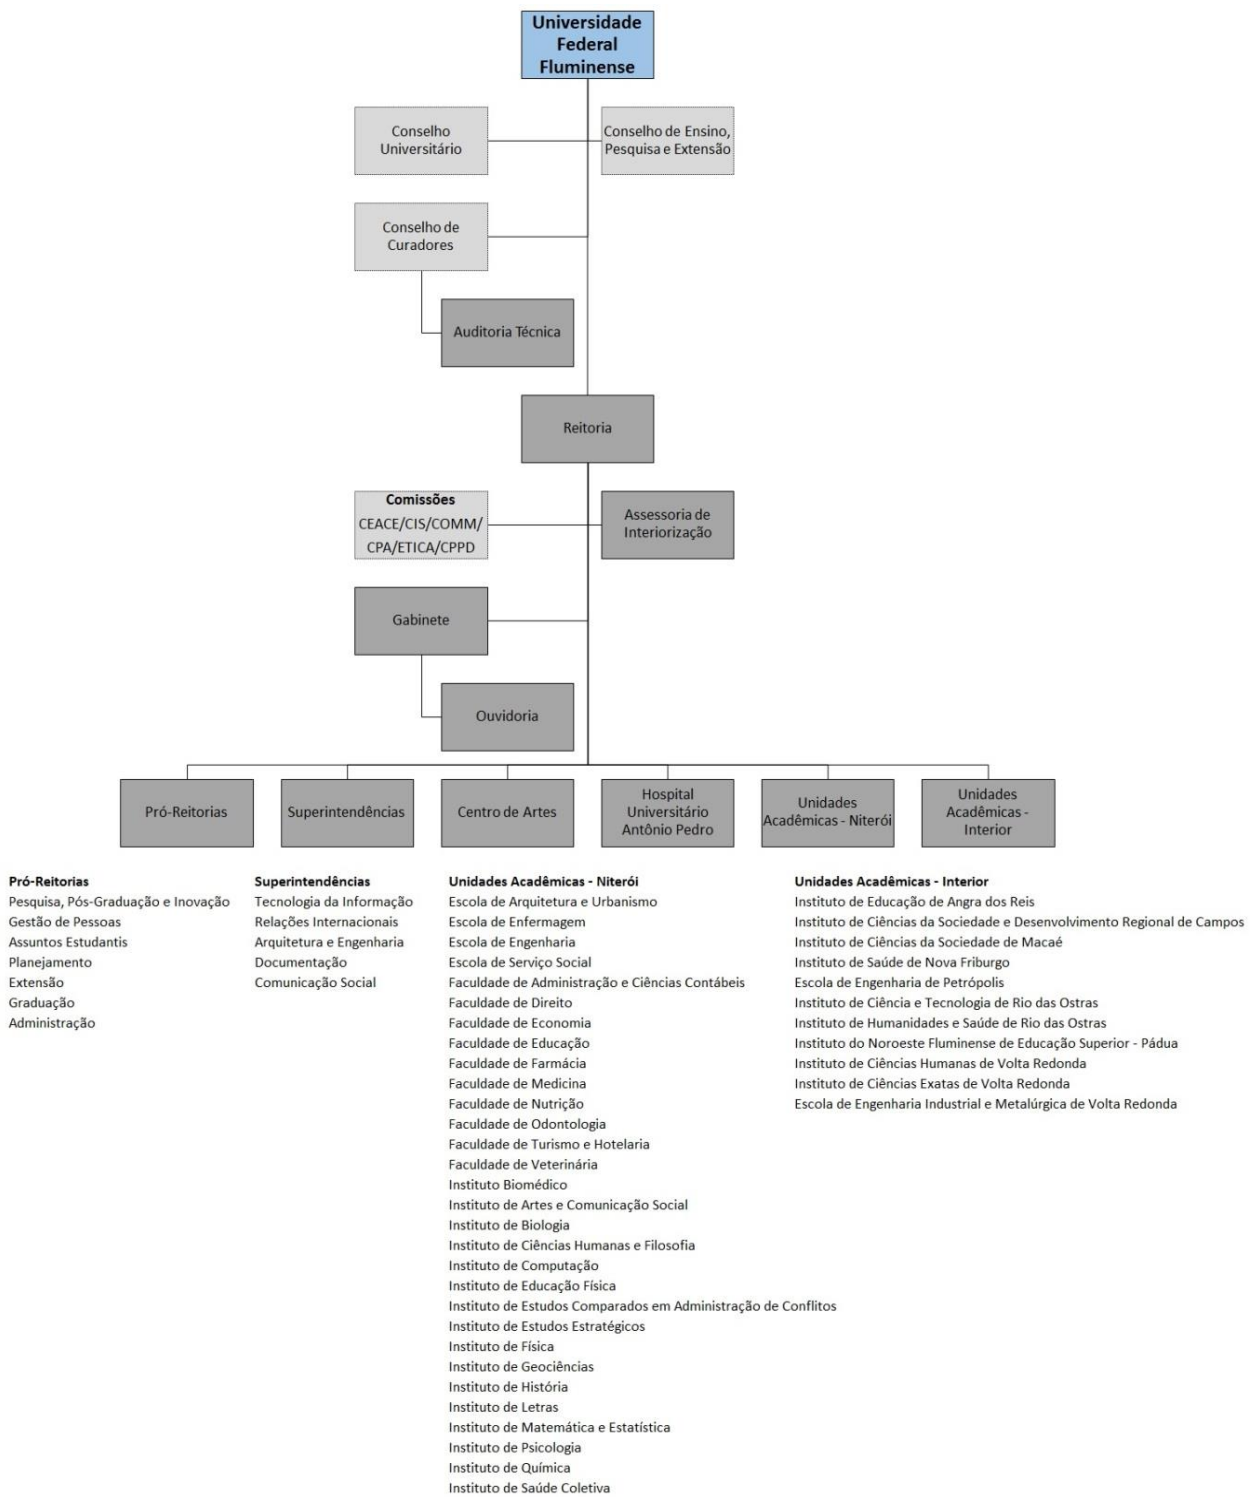 Universidade
Federal
Fluminense
Conselho
Universitário
Conselho de Ensino,
Pesquisa e Extensão
Conselho de
Curadores
Auditoria Técnica
Reitoria
Comissões
CEACE/CIS/COMM/
CPA/ETICA/CPPD
Assessoria de
Interiorização
Gabinete
Ouvidoria
Pró-Reitorias
Superintendências
Centro de Artes
Hospital
Universitário
Antônio Pedro
Unidades
Acadêmicas - Niterói
Unidades
Acadêmicas -
Interior
Pró-Reitorias
Pesquisa, Pós-Graduação e Inovação
Gestão de Pessoas
Assuntos Estudantis
Planejamento
Extensão
Graduação
Administração
Superintendências
Tecnologia da Informação
Relações Internacionais
Arquitetura e Engenharia
Documentação
Comunicação Social
Unidades Acadêmicas - Niterói
Escola de Arquitetura e Urbanismo
Escola de Enfermagem
Escola de Engenharia
Escola de Serviço Social
Faculdade de Administração e Ciências Contábeis
Faculdade de Direito
Faculdade de Economia
Faculdade de Educação
Faculdade de Farmácia
Faculdade de Medicina
Faculdade de Nutrição
Faculdade de Odontologia
Faculdade de Turismo e Hotelaria
Faculdade de Veterinária
Instituto Biomédico
Instituto de Artes e Comunicação Social
Instituto de Biologia
Instituto de Ciências Humanas e Filosofia
Instituto de Computação
Instituto de Educação Física
Instituto de Estudos Comparados em Administração de Conflitos
Instituto de Estudos Estratégicos
Instituto de Física
Instituto de Geociências
Instituto de História
Instituto de Letras
Instituto de Matemática e Estatística
Instituto de Psicologia
Instituto de Química
Instituto de Saúde Coletiva
Unidades Acadêmicas - Interior
Instituto de Educação de Angra dos Reis
Instituto de Ciências da Sociedade e Desenvolvimento Regional de Campos
Instituto de Ciências da Sociedade de Macaé
Instituto de Saúde de Nova Friburgo
Escola de Engenharia de Petrópolis
Instituto de Ciência e Tecnologia de Rio das Ostras
Instituto de Humanidades e Saúde de Rio das Ostras
Instituto do Noroeste Fluminense de Educação Superior - Pádua
Instituto de Ciências Humanas de Volta Redonda
Instituto de Ciências Exatas de Volta Redonda
Escola de Engenharia Industrial e Metalúrgica de Volta Redonda